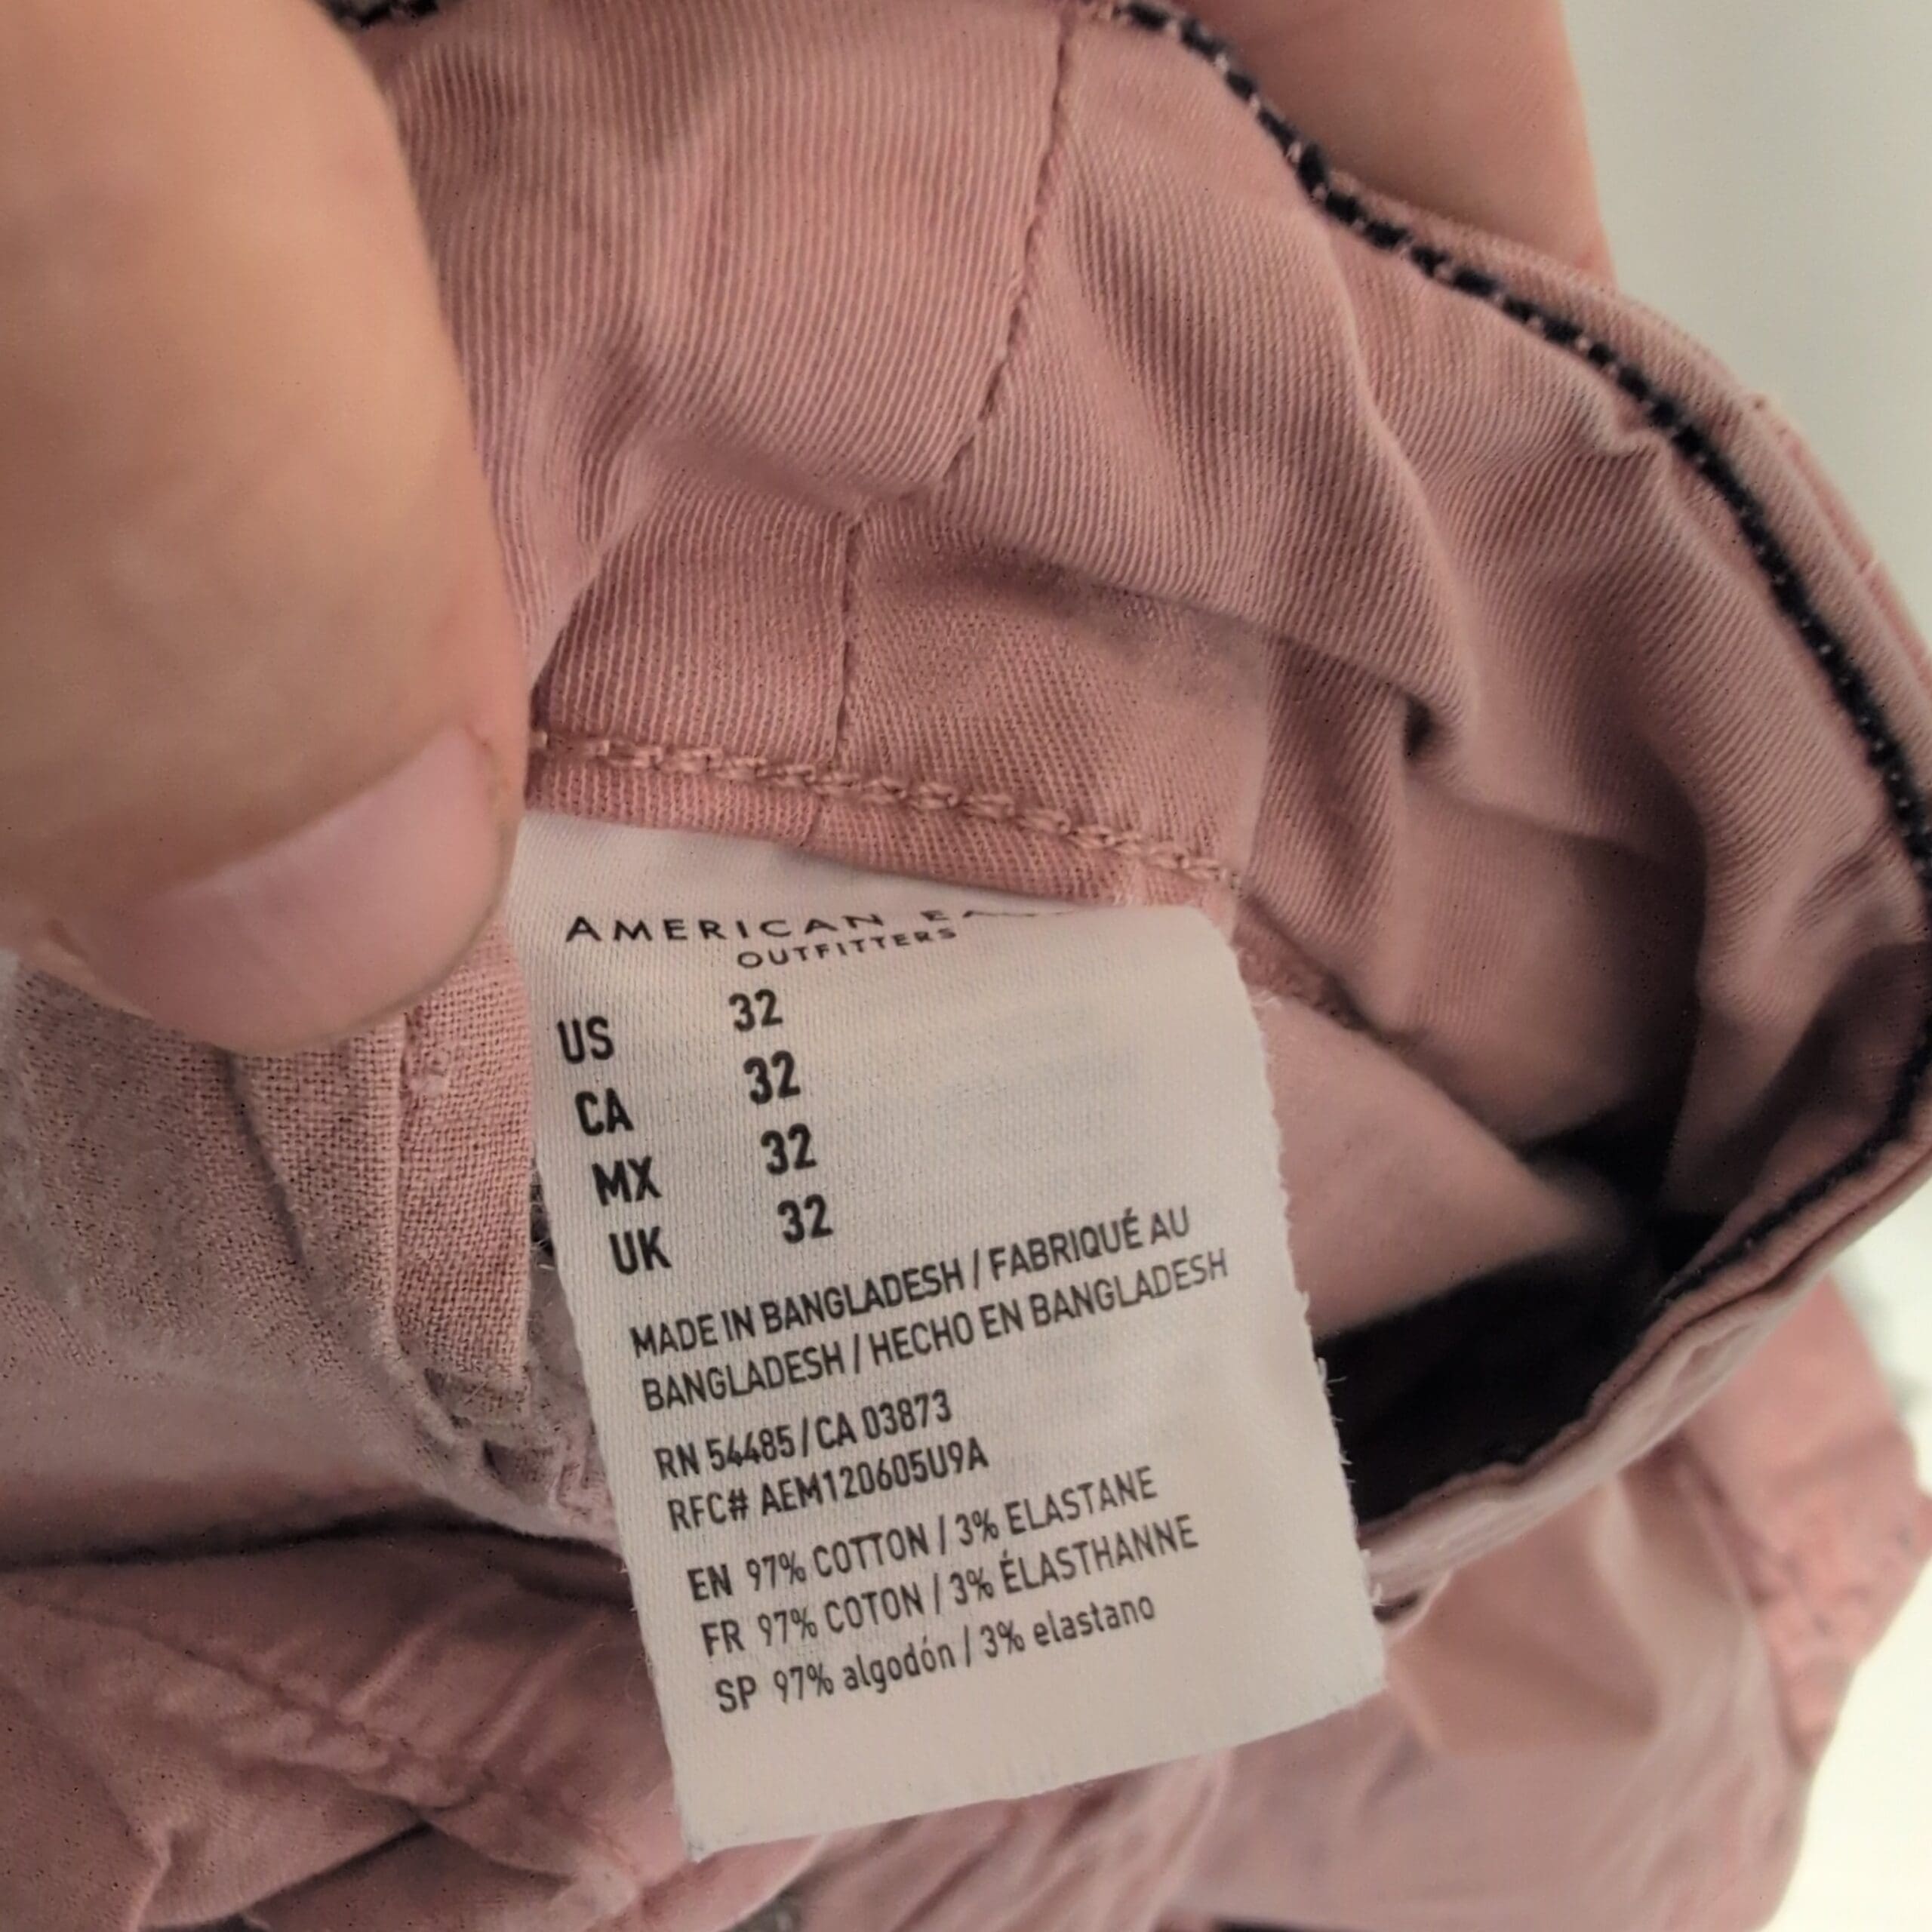 AMERICAN
OUTFITTERS
US 32
CA 32
MX 32
UK 32
MADE IN BANGLADESH / FABRIQUÉ AU
BANGLADESH / HECHO EN BANGLADESH
RN 54485 / CA 03873
RFC# AEM120605U9A
EN 97% COTTON / 3% ELASTANE
FR 97% COTON / 3% ÉLASTHANNE
SP 97% algodón / 3% elastano